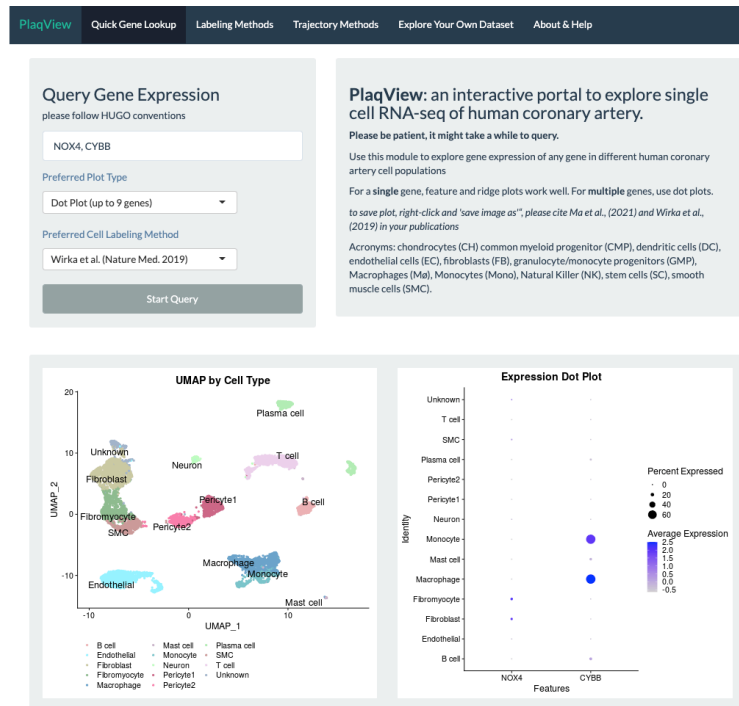 PlaqView Quick Gene Lookup Labeling Methods Trajectory Methods Explore Your Own Dataset About & Help
Query Gene Expression
please follow HUGO conventions
NOX4, CYBB
Preferred Plot Type
Dot Plot (up to 9 genes)
Preferred Cell Labeling Method
Wirka et al. (Nature Med. 2019)
Start Query
PlaqView: an interactive portal to explore single
cell RNA-seq of human coronary artery.
Please be patient, it might take a while to query.
Use this module to explore gene expression of any gene in different human coronary
artery cell populations
For a single gene, feature and ridge plots work well. For multiple genes, use dot plots.
to save plot, right-click and 'save image as'", please cite Ma et al., (2021) and Wirka et al.,
(2019) in your publications
Acronyms: chondrocytes (CH) common myeloid progenitor (CMP), dendritic cells (DC),
endothelial cells (EC), fibroblasts (FB), granulocyte/monocyte progenitors (GMP),
Macrophages (Mø), Monocytes (Mono), Natural Killer (NK), stem cells (SC), smooth
muscle cells (SMC).
UMAP by Cell Type
20
10
0
-10
UMAP_2
Plasma cell
Unknown
Neuron
T cell
Fibroblast
Pericyte1
B cell
Fibromyocyte
Pericyte2
SMC
Macrophage
Monocyte
Endothelial
Mast cell
-10 0 10
UMAP_1
B cell Mast cell Plasma cell
Endothelial Monocyte SMC
Fibroblast Neuron T cell
Fibromyocyte Pericyte1 Unknown
Macrophage Pericyte2
Expression Dot Plot
Identity
Unknown
T cell
SMC
Plasma cell
Pericyte2
Pericyte1
Neuron
Monocyte
Mast cell
Macrophage
Fibromyocyte
Fibroblast
Endothelial
B cell
NOX4 CYBB
Features
Percent Expressed
0
20
40
60
Average Expression
2.5
2.0
1.5
1.0
0.5
0.0
-0.5